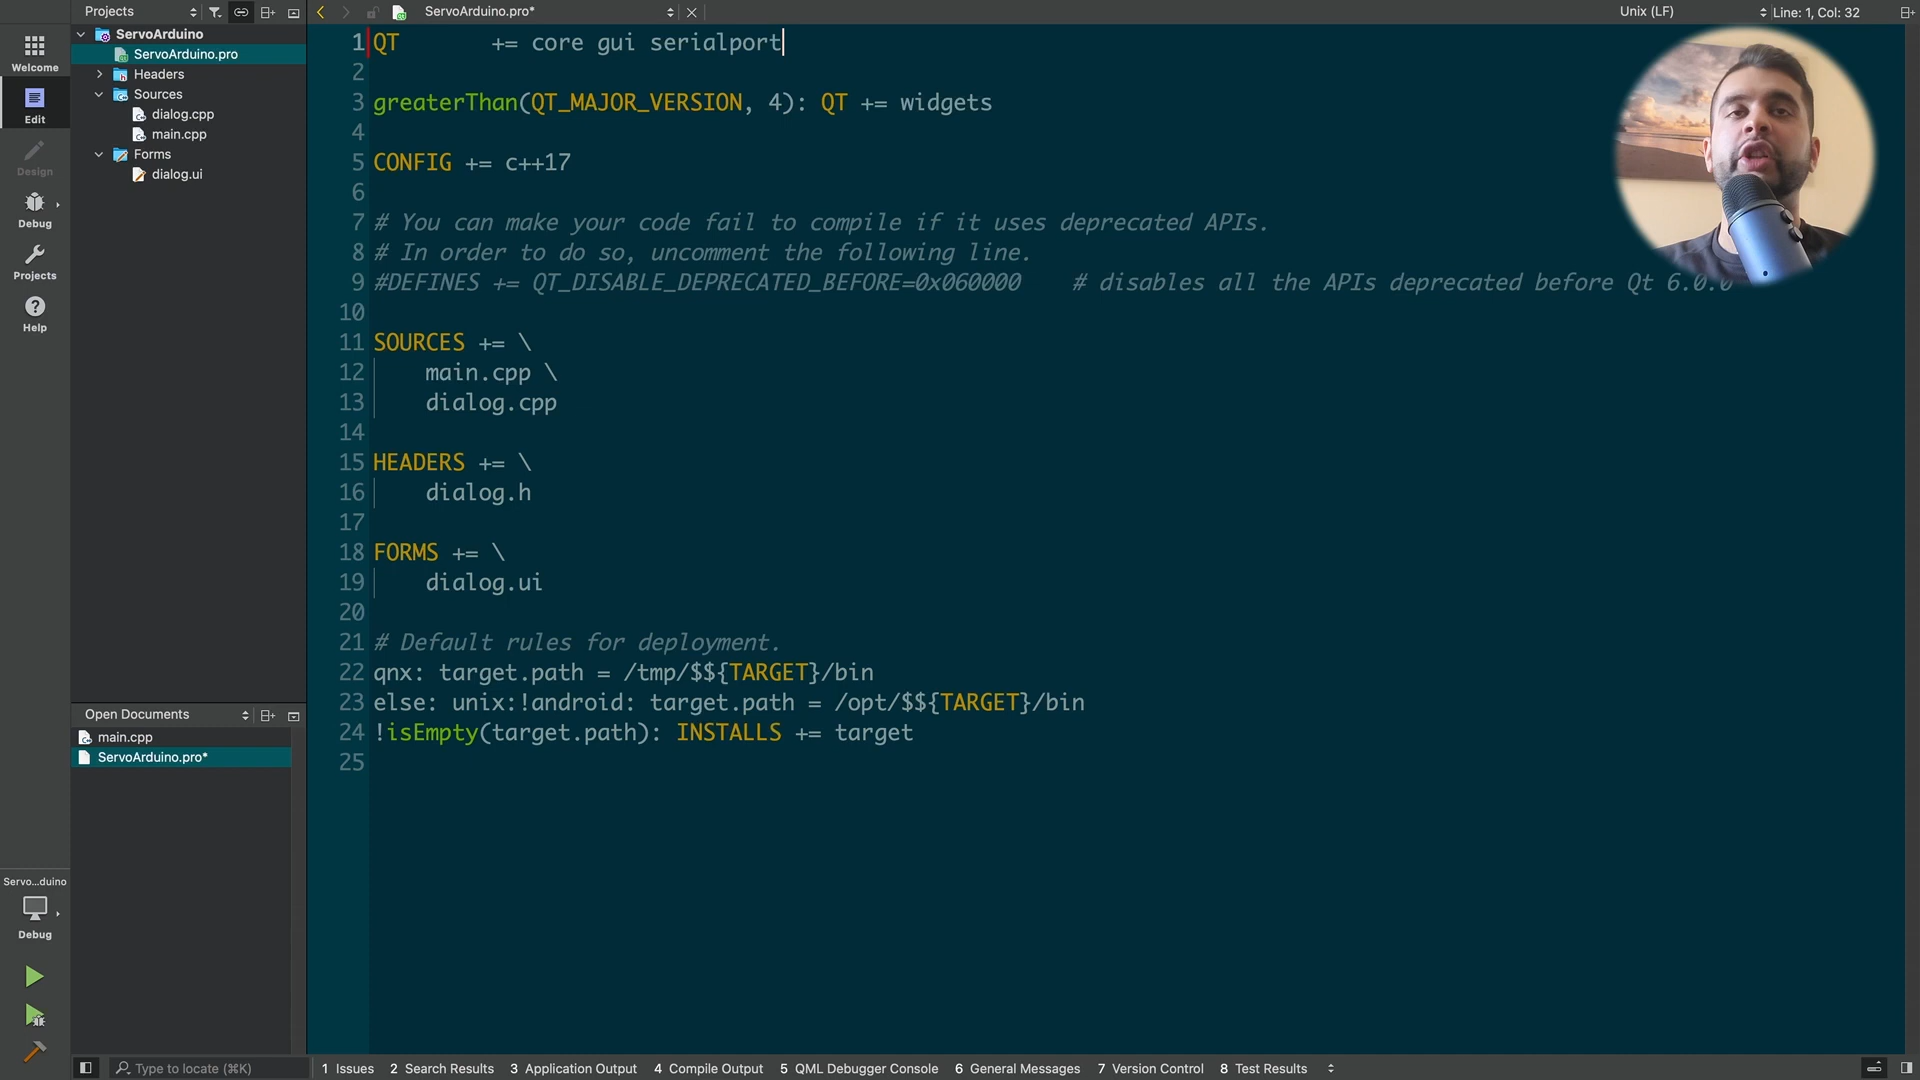 Projects
ServoArduino.pro*
Unix (LF)
Line: 1, Col: 32
Welcome
Edit
Design
Debug
Projects
Help
ServoArduino
ServoArduino.pro
Headers
Sources
dialog.cpp
main.cpp
Forms
dialog.ui
1 QT       += core gui serialport
2
3 greaterThan(QT_MAJOR_VERSION, 4): QT += widgets
4
5 CONFIG += c++17
6
7 # You can make your code fail to compile if it uses deprecated APIs.
8 # In order to do so, uncomment the following line.
9 #DEFINES += QT_DISABLE_DEPRECATED_BEFORE=0x060000    # disables all the APIs deprecated before Qt 6.0.0
10
11 SOURCES += \
12     main.cpp \
13     dialog.cpp
14
15 HEADERS += \
16     dialog.h
17
18 FORMS += \
19     dialog.ui
20
21 # Default rules for deployment.
22 qnx: target.path = /tmp/$${TARGET}/bin
23 else: unix:!android: target.path = /opt/$${TARGET}/bin
24 !isEmpty(target.path): INSTALLS += target
25
Open Documents
main.cpp
ServoArduino.pro*
Servo...duino
Debug
Type to locate (⌘K)
1 Issues
2 Search Results
3 Application Output
4 Compile Output
5 QML Debugger Console
6 General Messages
7 Version Control
8 Test Results